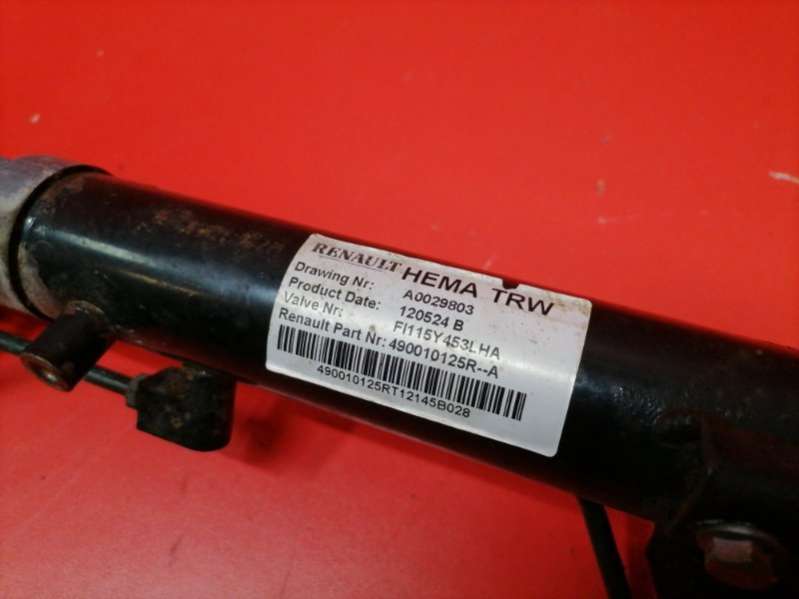 RENAULT HEMA TRW
Drawing Nr: A0029803
Product Date: 120524 B
Valve Nr: FI115Y453LHA
Renault Part Nr: 490010125R--A
490010125RT12145B028